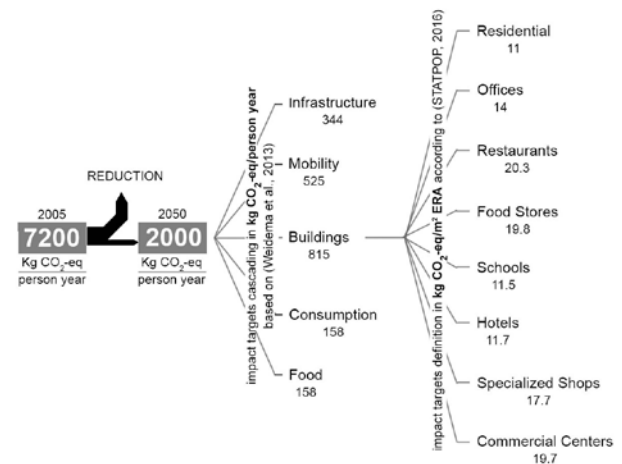 REDUCTION
2005
7200
Kg CO₂-eq
person year
2050
2000
Kg CO₂-eq
person year
impact targets cascading in kg CO₂-eq/person year
based on (Weidema et al., 2013)
Infrastructure
344
Mobility
525
Buildings
815
Consumption
158
Food
158
impact targets definition in kg CO₂-eq/m² ERA according to (STATPOP, 2016)
Residential
11
Offices
14
Restaurants
20.3
Food Stores
19.8
Schools
11.5
Hotels
11.7
Specialized Shops
17.7
Commercial Centers
19.7